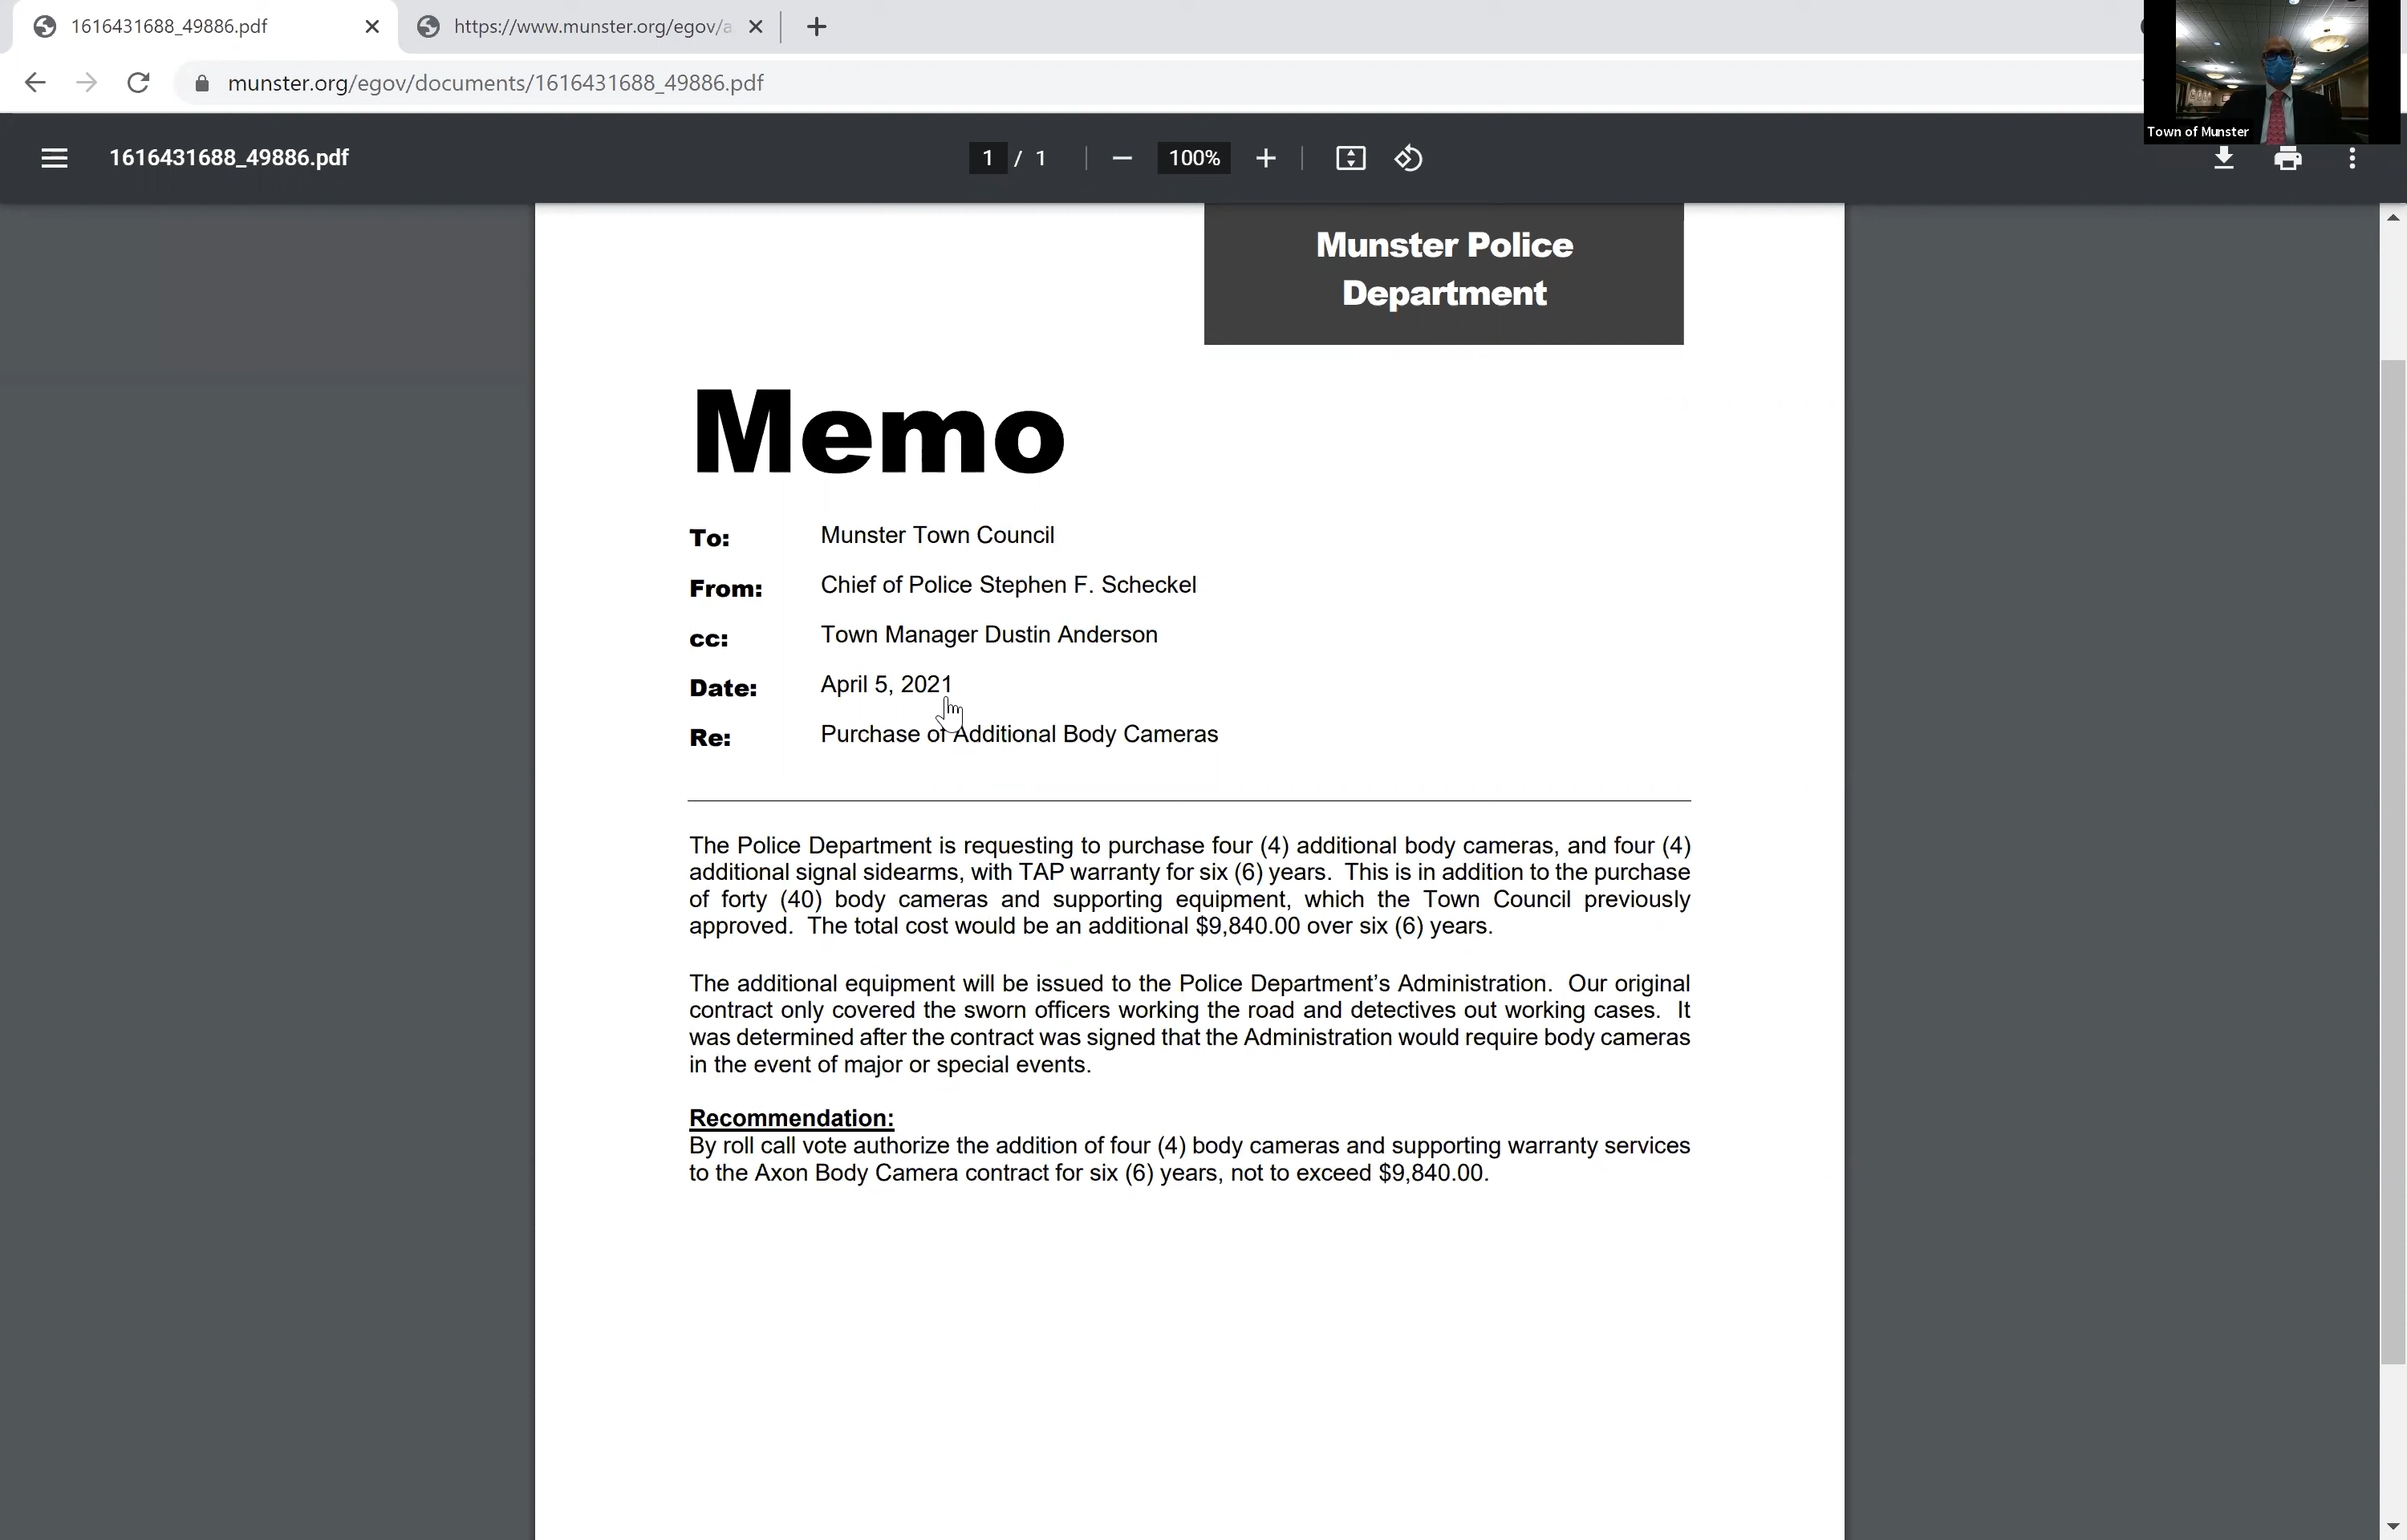 1616431688_49886.pdf
https://www.munster.org/egov/a
munster.org/egov/documents/1616431688_49886.pdf
Town of Munster
1616431688_49886.pdf
1 / 1
100%
Munster Police
Department
Memo
To: Munster Town Council
From: Chief of Police Stephen F. Scheckel
cc: Town Manager Dustin Anderson
Date: April 5, 2021
Re: Purchase of Additional Body Cameras
The Police Department is requesting to purchase four (4) additional body cameras, and four (4)
additional signal sidearms, with TAP warranty for six (6) years. This is in addition to the purchase
of forty (40) body cameras and supporting equipment, which the Town Council previously
approved. The total cost would be an additional $9,840.00 over six (6) years.
The additional equipment will be issued to the Police Department’s Administration. Our original
contract only covered the sworn officers working the road and detectives out working cases. It
was determined after the contract was signed that the Administration would require body cameras
in the event of major or special events.
Recommendation:
By roll call vote authorize the addition of four (4) body cameras and supporting warranty services
to the Axon Body Camera contract for six (6) years, not to exceed $9,840.00.